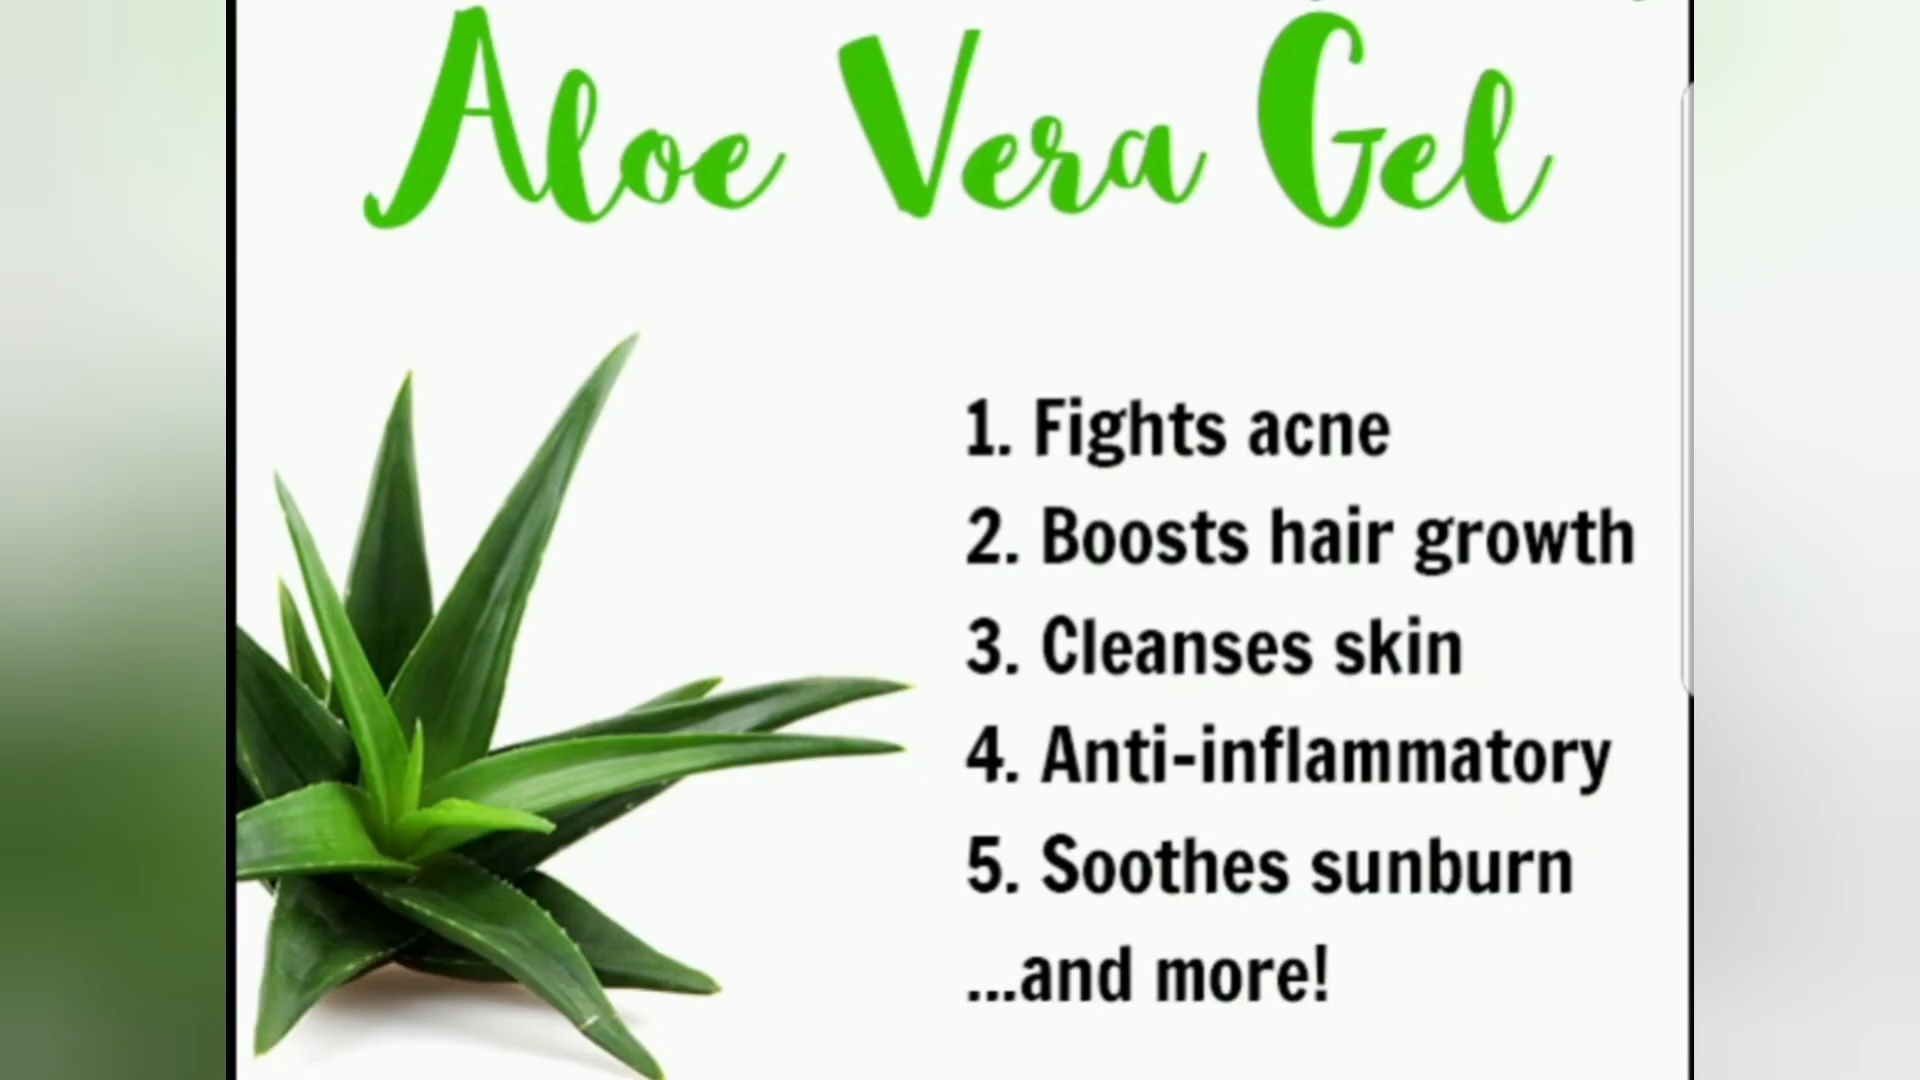 Aloe Vera Gel
1. Fights acne
2. Boosts hair growth
3. Cleanses skin
4. Anti-inflammatory
5. Soothes sunburn
...and more!